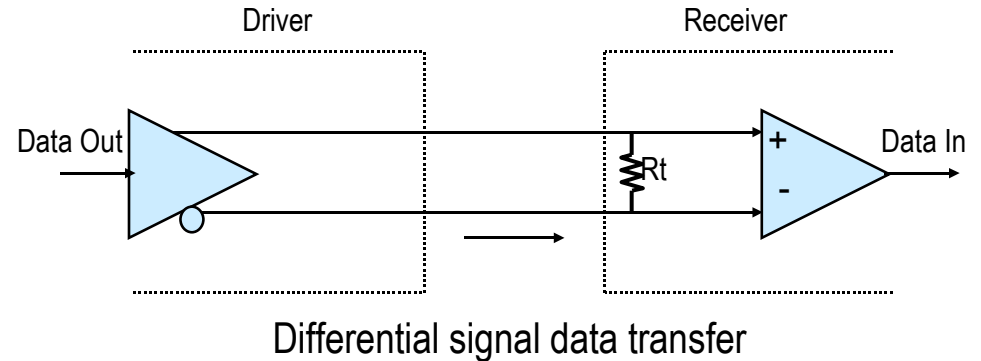 Driver
Receiver
Data Out
+
Rt
-
Data In
Differential signal data transfer